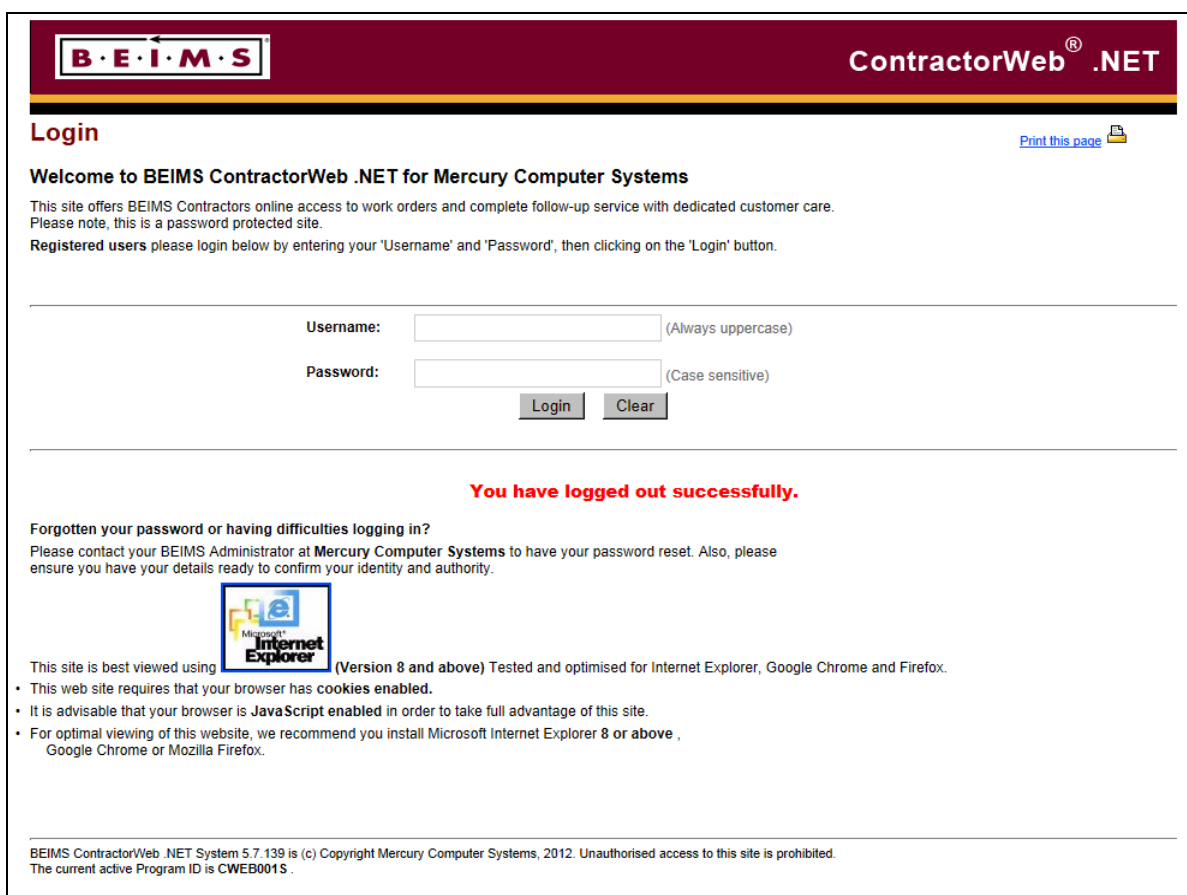 B·E·I·M·S
ContractorWeb® .NET
Login
Print this page
Welcome to BEIMS ContractorWeb .NET for Mercury Computer Systems
This site offers BEIMS Contractors online access to work orders and complete follow-up service with dedicated customer care.
Please note, this is a password protected site.
Registered users please login below by entering your 'Username' and 'Password', then clicking on the 'Login' button.
Username: (Always uppercase)
Password: (Case sensitive)
Login Clear
You have logged out successfully.
Forgotten your password or having difficulties logging in?
Please contact your BEIMS Administrator at Mercury Computer Systems to have your password reset. Also, please
ensure you have your details ready to confirm your identity and authority.
Microsoft
Internet
Explorer
This site is best viewed using (Version 8 and above) Tested and optimised for Internet Explorer, Google Chrome and Firefox.
• This web site requires that your browser has cookies enabled.
• It is advisable that your browser is JavaScript enabled in order to take full advantage of this site.
• For optimal viewing of this website, we recommend you install Microsoft Internet Explorer 8 or above ,
Google Chrome or Mozilla Firefox.
BEIMS ContractorWeb .NET System 5.7.139 is (c) Copyright Mercury Computer Systems, 2012. Unauthorised access to this site is prohibited.
The current active Program ID is CWEB001S .